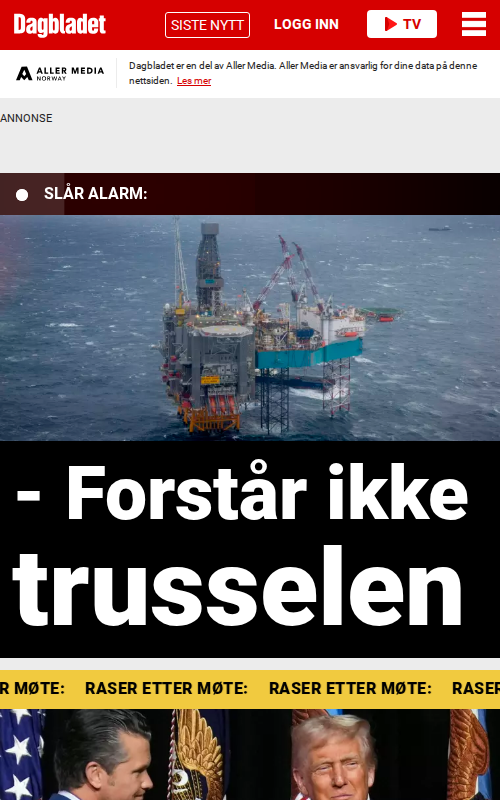 Dagbladet
SISTE NYTT
LOGG INN
TV
ALLER MEDIA
NORWAY
Dagbladet er en del av Aller Media. Aller Media er ansvarlig for dine data på denne
nettsiden. Les mer
ANNONSE
SLÅR ALARM:
- Forstår ikke
trusselen
R MØTE: RASER ETTER MØTE: RASER ETTER MØTE: RASER